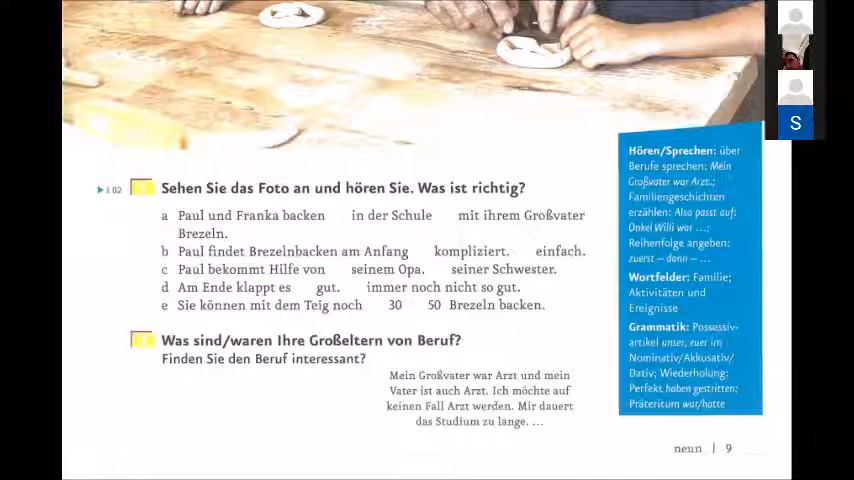 S
▶ 1 02 1 Sehen Sie das Foto an und hören Sie. Was ist richtig?
a Paul und Franka backen in der Schule mit ihrem Großvater
Brezeln.
b Paul findet Brezelnbacken am Anfang kompliziert. einfach.
c Paul bekommt Hilfe von seinem Opa. seiner Schwester.
d Am Ende klappt es gut. immer noch nicht so gut.
e Sie können mit dem Teig noch 30 50 Brezeln backen.
2 Was sind/waren Ihre Großeltern von Beruf?
Finden Sie den Beruf interessant?
Mein Großvater war Arzt und mein
Vater ist auch Arzt. Ich möchte auf
keinen Fall Arzt werden. Mir dauert
das Studium zu lange. ...
Hören/Sprechen: über
Berufe sprechen: Mein
Großvater war Arzt.;
Familiengeschichten
erzählen: Also passt auf:
Onkel Willi war ...;
Reihenfolge angeben:
zuerst – dann – ...
Wortfelder: Familie;
Aktivitäten und
Ereignisse
Grammatik: Possessiv-
artikel unser, euer im
Nominativ/Akkusativ/
Dativ; Wiederholung:
Perfekt haben gestritten;
Präteritum war/hatte
neun | 9